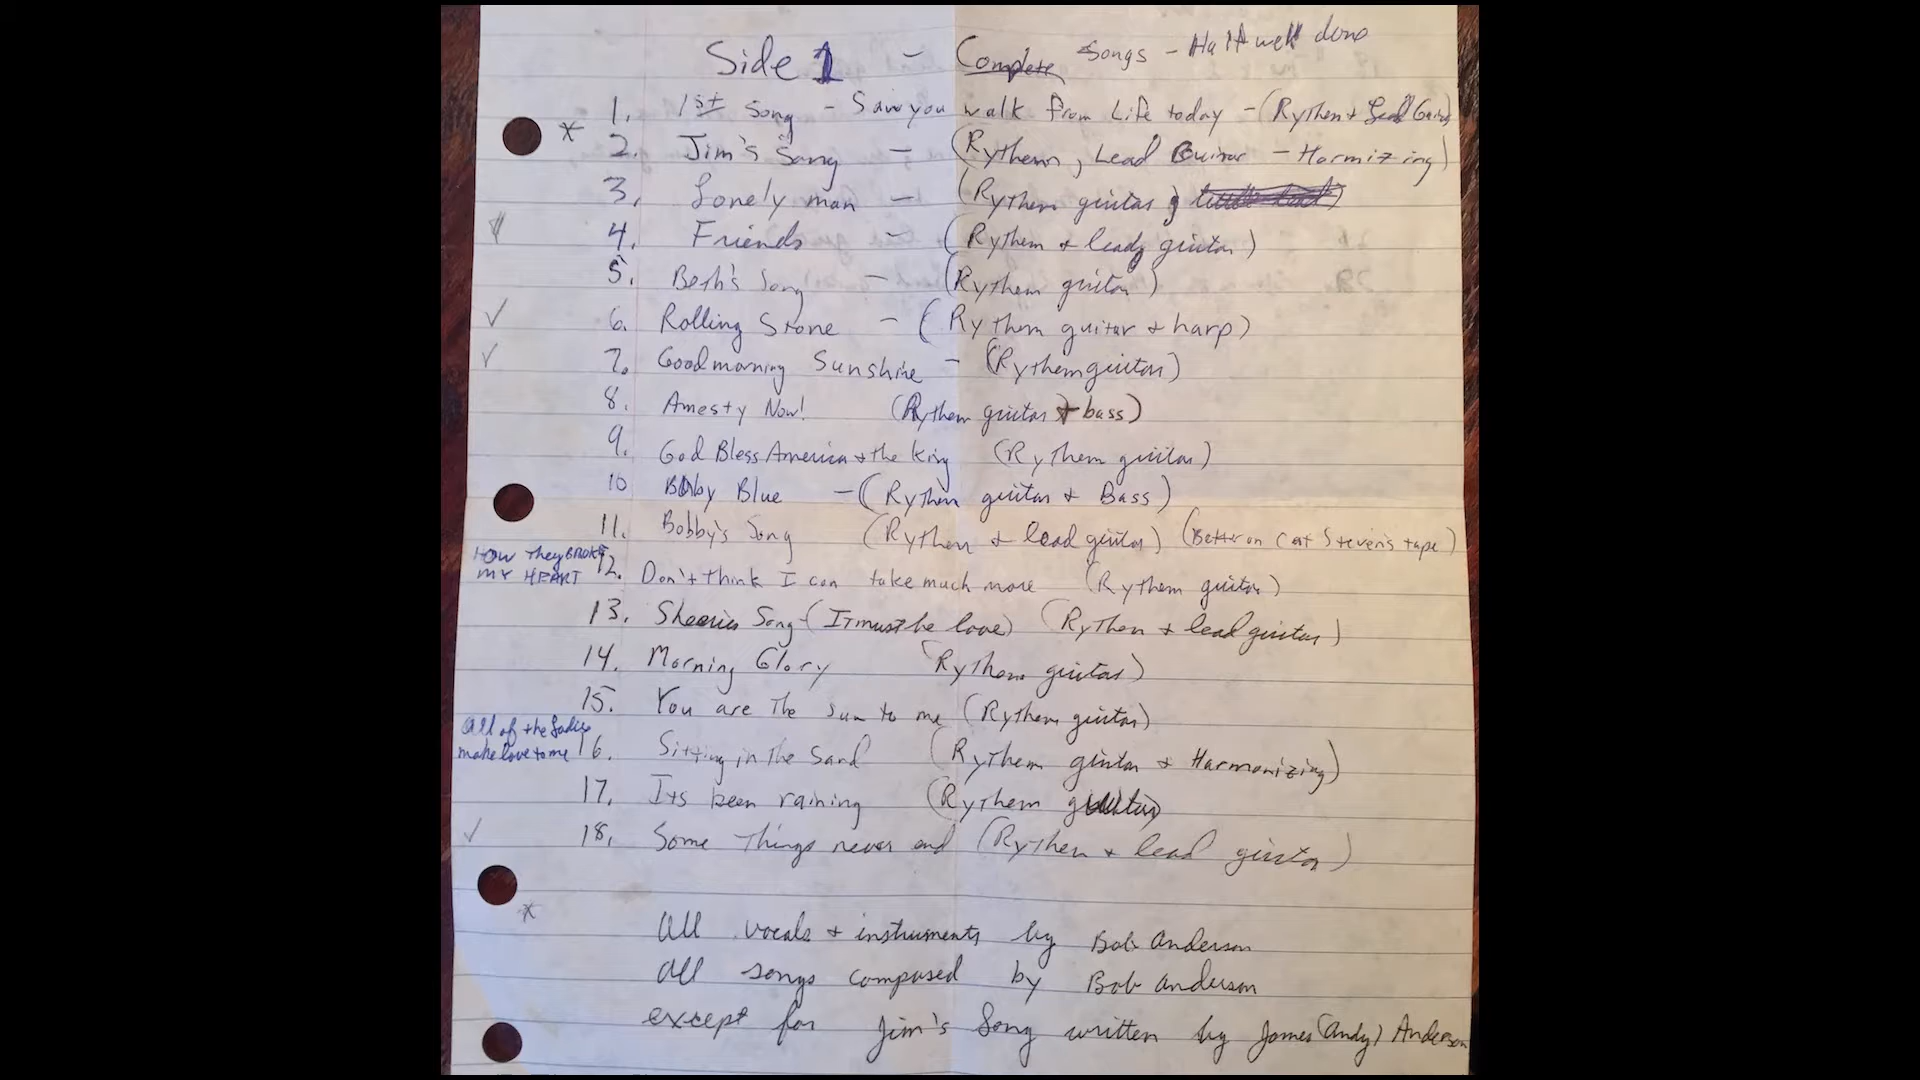 Side 1 - Complete Songs - Half well done
1. 1st Song - Saw you walk from Life today - (Rythem + Lead Guitar)
* 2. Jim's Song - (Rythem, Lead Guitar - Harmizing)
3. Lonely man - (Rythem guitar)
4. Friends - (Rythem + lead guitar)
5. Beth's Song - (Rythem guitar)
✓ 6. Rolling Stone - (Rythem guitar + harp)
✓ 7. Goodmorning Sunshine - (Rythem guitar)
8. Amesty Now! (Rythem guitar + bass)
9. God Bless America + the King (Rythem guitar)
10 Baby Blue - (Rythem guitar + Bass)
11. Bobby's Song (Rythem + lead guitar) (Better on Cat Steven's tape)
HOW They BROKE
MY HEART 12. Don't think I can take much more (Rythem guitar)
13. Song - (It must be love) (Rythem + lead guitar)
14. Morning Glory (Rythem guitar)
15. You are The sun to me (Rythem guitar)
All of the Ladies
make love to me 16. Sitting in The Sand (Rythem guitar + Harmonizing)
17. Its been raining (Rythem guitar)
✓ 18. Some Things never end (Rythem + lead guitar)
*
All vocals + instruments by Bob Anderson
All songs composed by Bob Anderson
except for Jim's Song written by James (Andy) Anderson